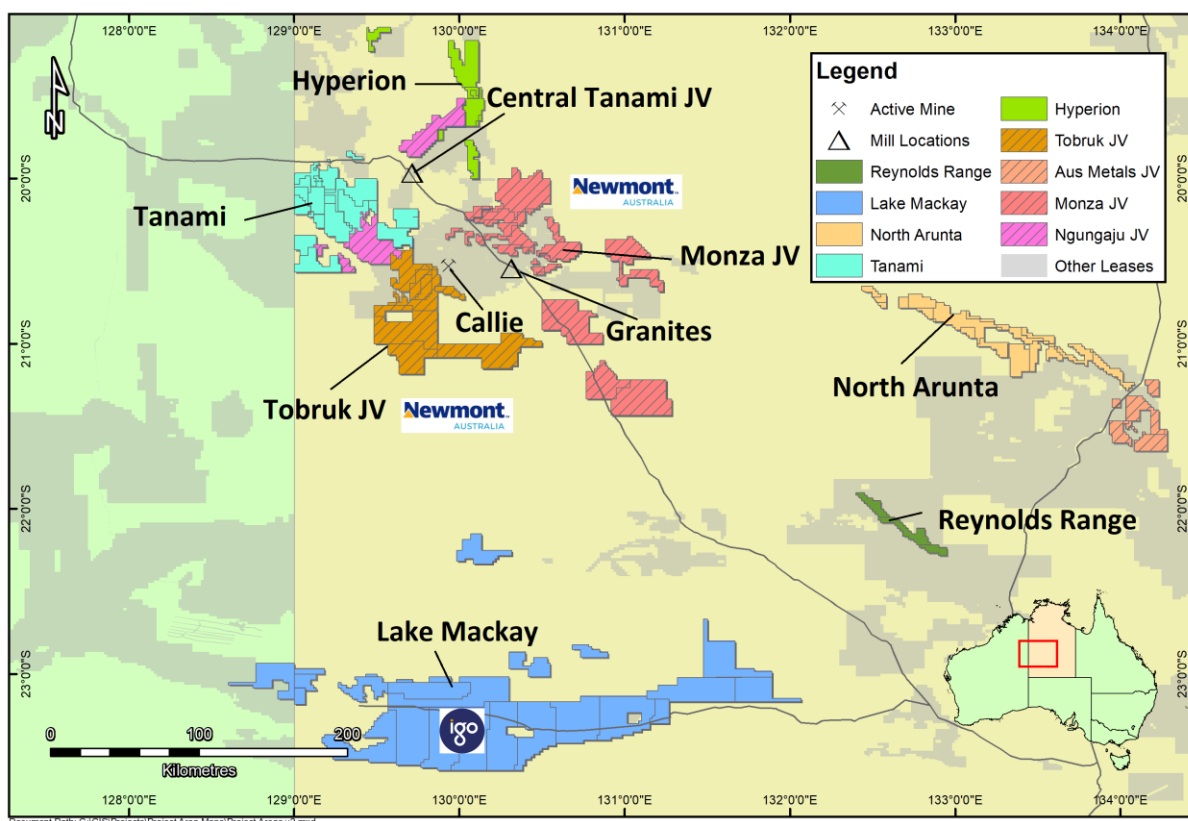 128°0'0"E 129°0'0"E 130°0'0"E 131°0'0"E 132°0'0"E 133°0'0"E 134°0'0"E
N
Hyperion
Central Tanami JV
Legend
Active Mine
Mill Locations
Reynolds Range
Lake Mackay
North Arunta
Tanami
Hyperion
Tobruk JV
Aus Metals JV
Monza JV
Ngungaju JV
Other Leases
20°0'0"S
20°0'0"S
Newmont™
AUSTRALIA
Tanami
Monza JV
Callie
Granites
21°0'0"S
21°0'0"S
North Arunta
Tobruk JV
Newmont™
AUSTRALIA
22°0'0"S
22°0'0"S
Reynolds Range
Lake Mackay
23°0'0"S
23°0'0"S
igo
0 100 200
Kilometres
128°0'0"E 129°0'0"E 130°0'0"E 131°0'0"E 132°0'0"E 133°0'0"E 134°0'0"E